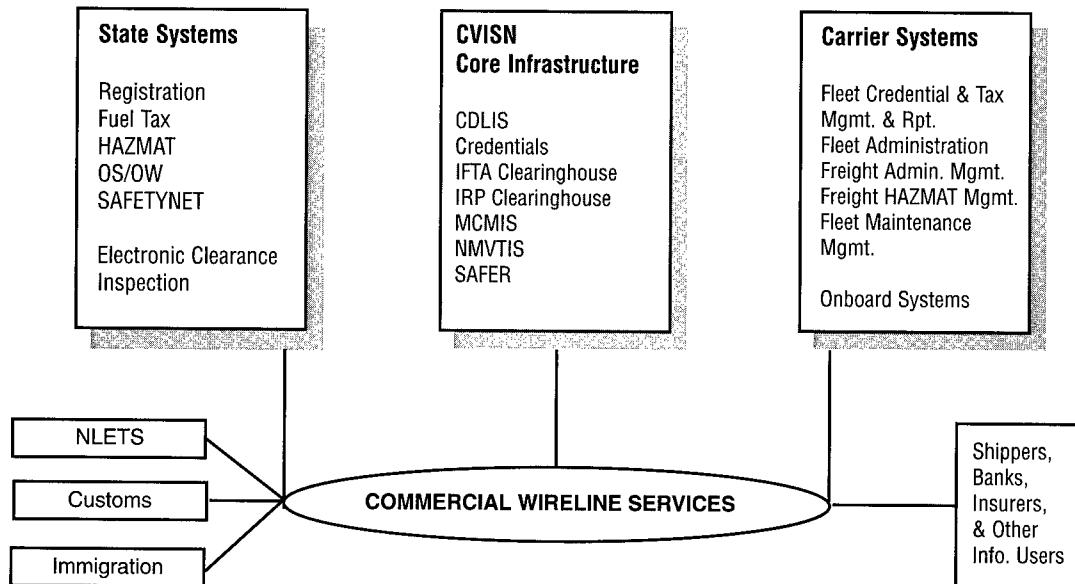 State Systems
Registration
Fuel Tax
HAZMAT
OS/OW
SAFETYNET
Electronic Clearance
Inspection
CVISN
Core Infrastructure
CDLIS
Credentials
IFTA Clearinghouse
IRP Clearinghouse
MCMIS
NMVTIS
SAFER
Carrier Systems
Fleet Credential & Tax
Mgmt. & Rpt.
Fleet Administration
Freight Admin. Mgmt.
Freight HAZMAT Mgmt.
Fleet Maintenance
Mgmt.
Onboard Systems
NLETS
Customs
Immigration
COMMERCIAL WIRELINE SERVICES
Shippers,
Banks,
Insurers,
& Other
Info. Users